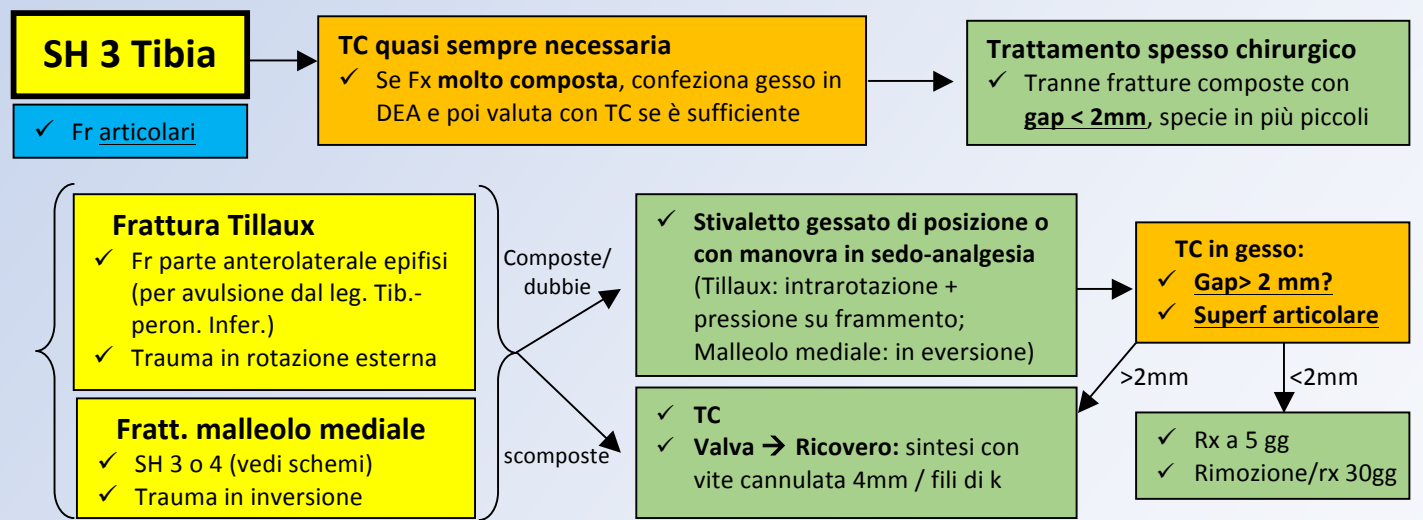 SH 3 Tibia
✓ Fr articolari
TC quasi sempre necessaria
✓ Se Fx molto composta, confeziona gesso in
DEA e poi valuta con TC se è sufficiente
Trattamento spesso chirurgico
✓ Tranne fratture composte con
gap < 2mm, specie in più piccoli
Frattura Tillaux
✓ Fr parte anterolaterale epifisi
(per avulsione dal leg. Tib.-
peron. Infer.)
✓ Trauma in rotazione esterna
Fratt. malleolo mediale
✓ SH 3 o 4 (vedi schemi)
✓ Trauma in inversione
Composte/
dubbie
scomposte
✓ Stivaletto gessato di posizione o
con manovra in sedo-analgesia
(Tillaux: intrarotazione +
pressione su frammento;
Malleolo mediale: in eversione)
✓ TC
✓ Valva → Ricovero: sintesi con
vite cannulata 4mm / fili di k
TC in gesso:
✓ Gap> 2 mm?
✓ Superf articolare
>2mm
<2mm
✓ Rx a 5 gg
✓ Rimozione/rx 30gg